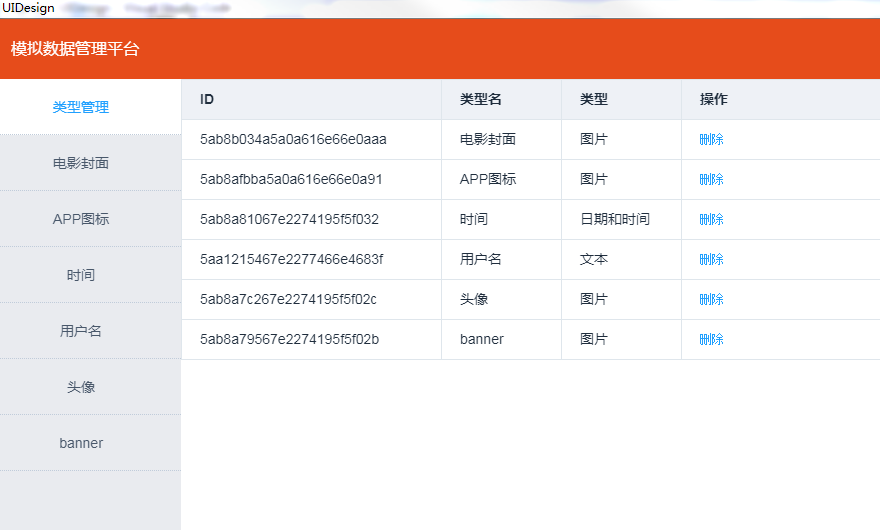 UIDesign
模拟数据管理平台
类型管理
电影封面
APP图标
时间
用户名
头像
banner
ID 类型名 类型 操作
5ab8b034a5a0a616e66e0aaa 电影封面 图片 删除
5ab8afbba5a0a616e66e0a91 APP图标 图片 删除
5ab8a81067e2274195f5f032 时间 日期和时间 删除
5aa1215467e2277466e4683f 用户名 文本 删除
5ab8a7c267e2274195f5f02c 头像 图片 删除
5ab8a79567e2274195f5f02b banner 图片 删除